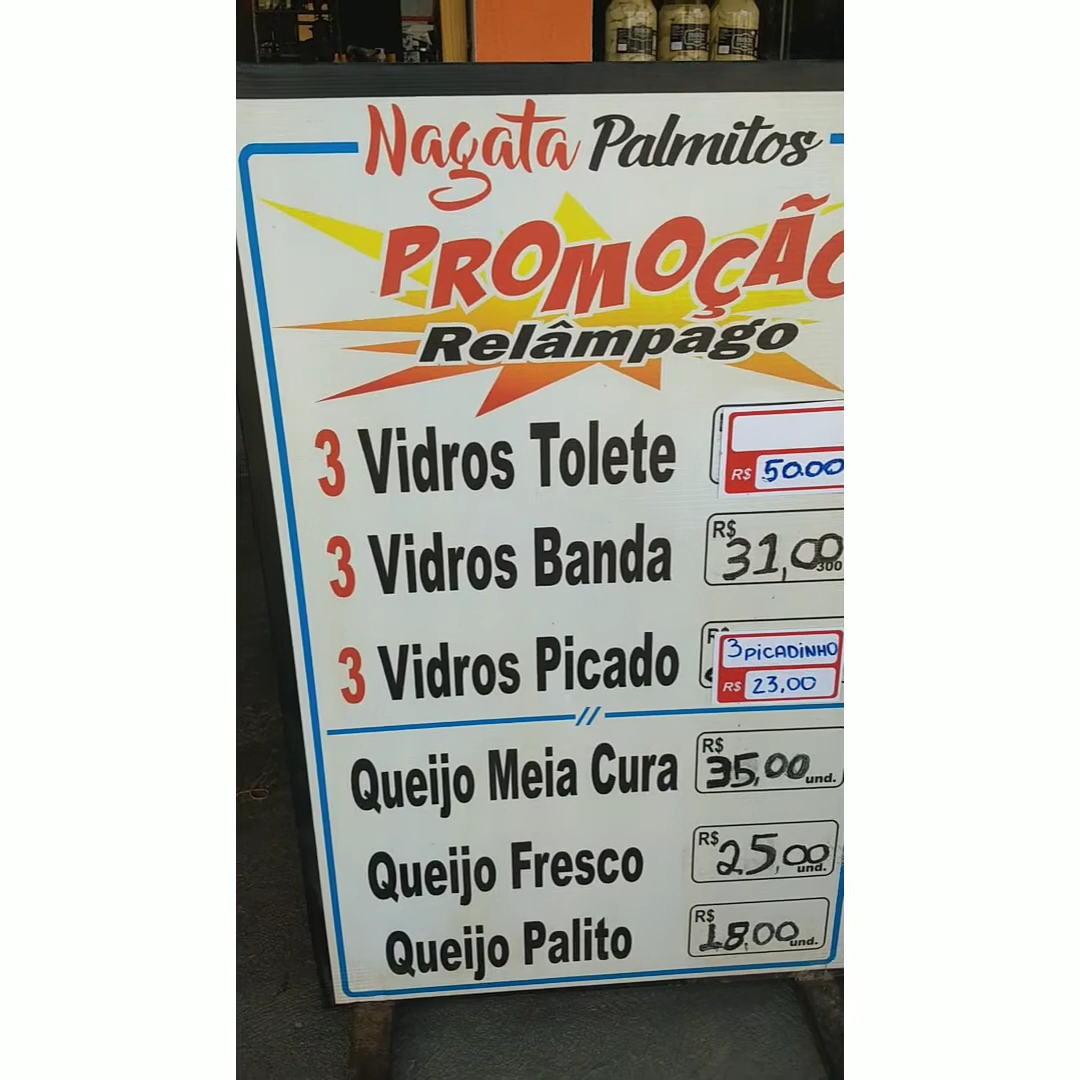 Nagata Palmitos
PROMOÇÃO
Relâmpago
3 Vidros Tolete R$ 50.00
3 Vidros Banda R$ 31,00 300
3 Vidros Picado 3 PICADINHO R$ 23,00
//
Queijo Meia Cura R$ 35,00 und.
Queijo Fresco R$ 25,00 und.
Queijo Palito R$ 18,00 und.